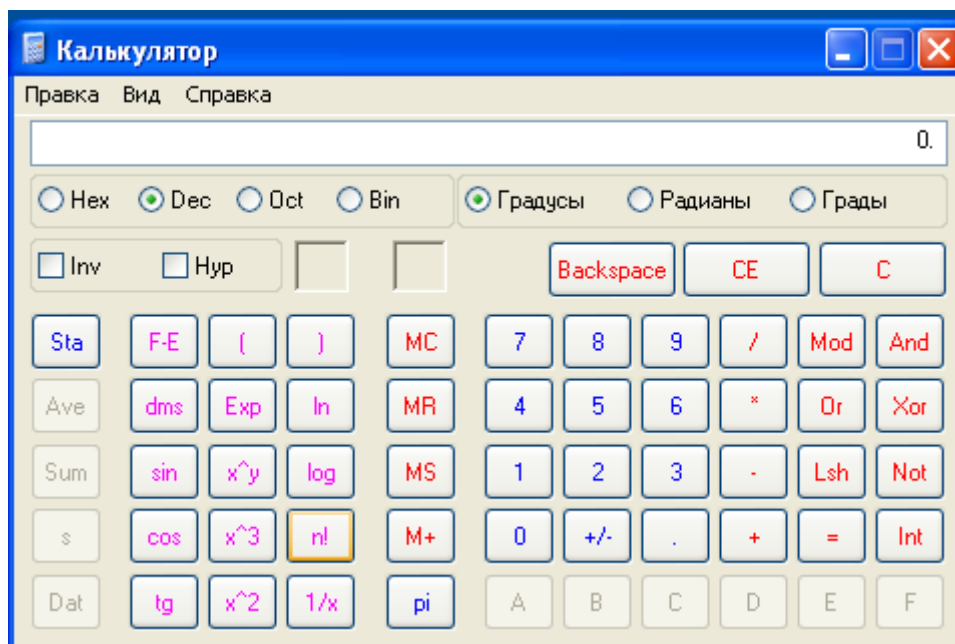 Калькулятор
Правка Вид Справка
0.
Hex Dec Oct Bin Градусы Радианы Грады
Inv Hyp Backspace CE C
Sta F-E ( ) MC 7 8 9 / Mod And
Ave dms Exp ln MR 4 5 6 * Or Xor
Sum sin x^y log MS 1 2 3 - Lsh Not
s cos x^3 n! M+ 0 +/- . + = Int
Dat tg x^2 1/x pi A B C D E F